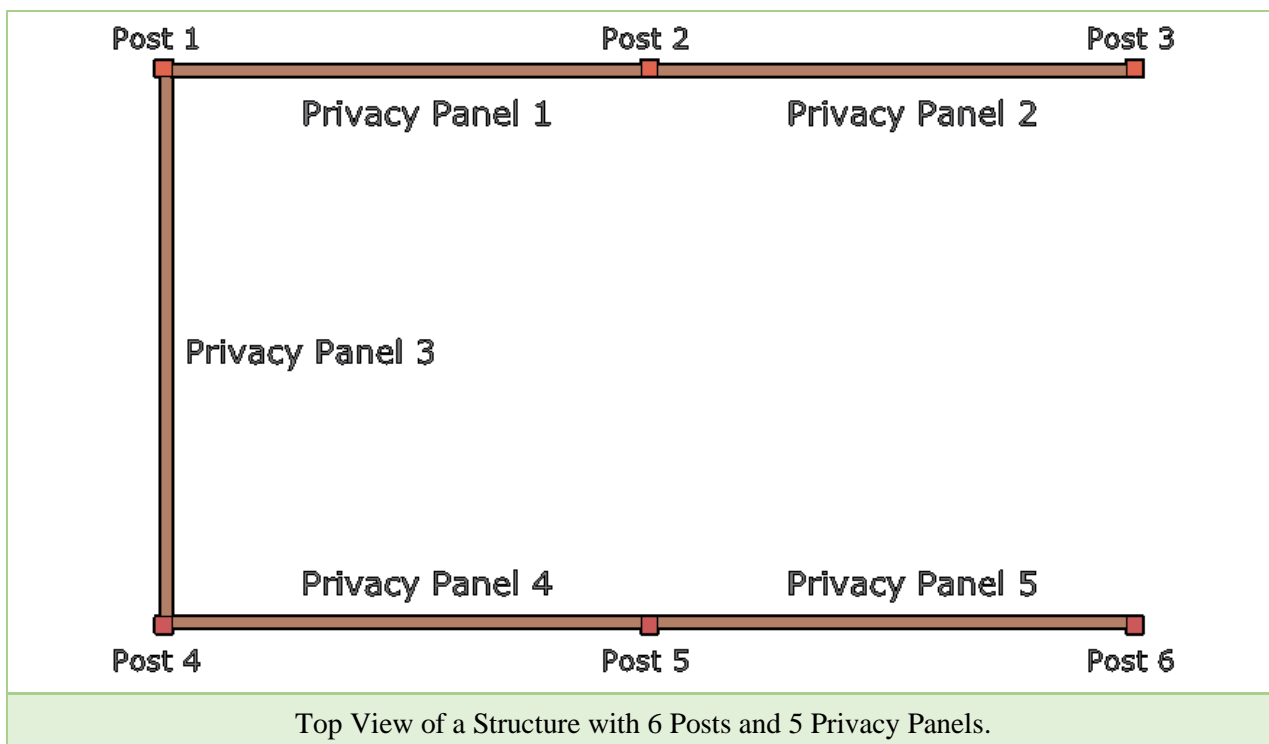 Post 1 Post 2 Post 3
Privacy Panel 1 Privacy Panel 2
Privacy Panel 3
Privacy Panel 4 Privacy Panel 5
Post 4 Post 5 Post 6
Top View of a Structure with 6 Posts and 5 Privacy Panels.